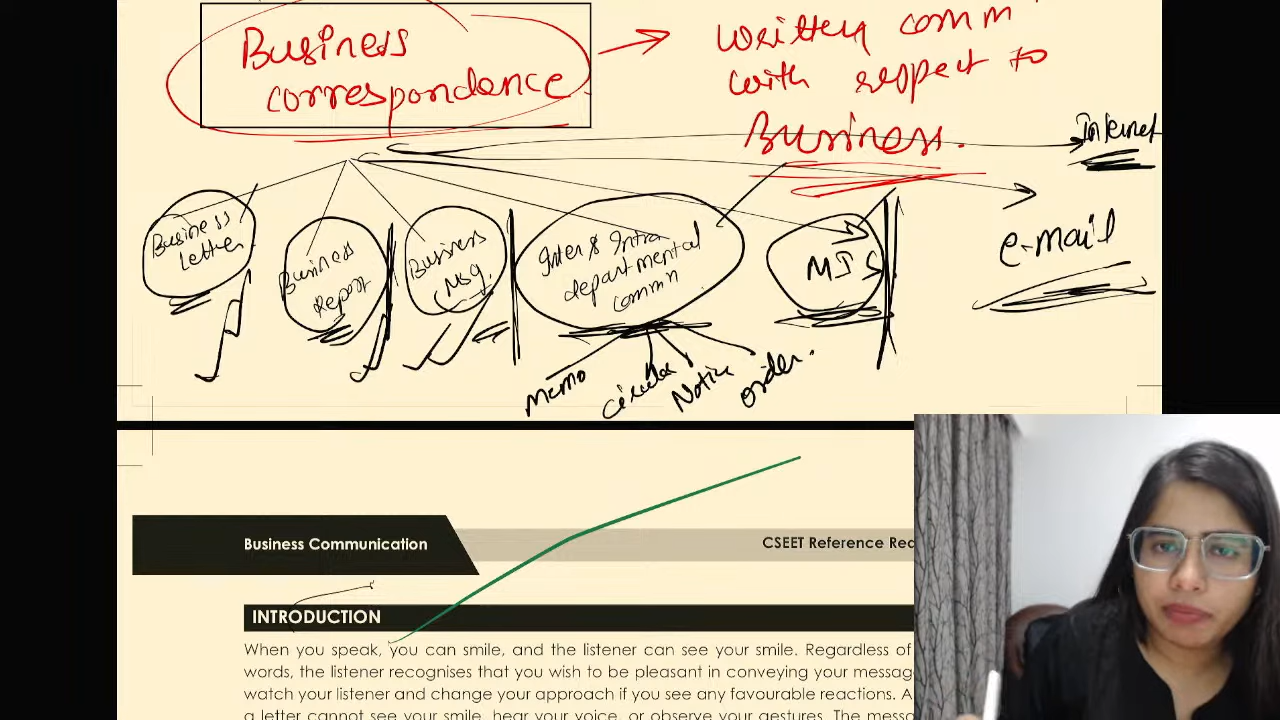 Business
correspondence
written comm
with respect to
Business.
Internet
Business
Letter
Business
report
Business
Msg.
Inter & Intra
departmental
commn
MIS
e-mail
Memo
circular
Notice
order.
Business Communication
CSEET Reference Rea
INTRODUCTION
When you speak, you can smile, and the listener can see your smile. Regardless of
words, the listener recognises that you wish to be pleasant in conveying your messag
watch your listener and change your approach if you see any favourable reactions. A
a letter cannot see your smile, hear your voice, or observe your gestures. The messa